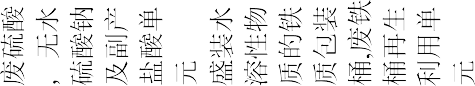 废硫酸
，无水
硫酸钠
及副产
盐酸单
元
盛装水
溶性物
质的铁
质包装
桶,废铁
桶再生
利用单
元